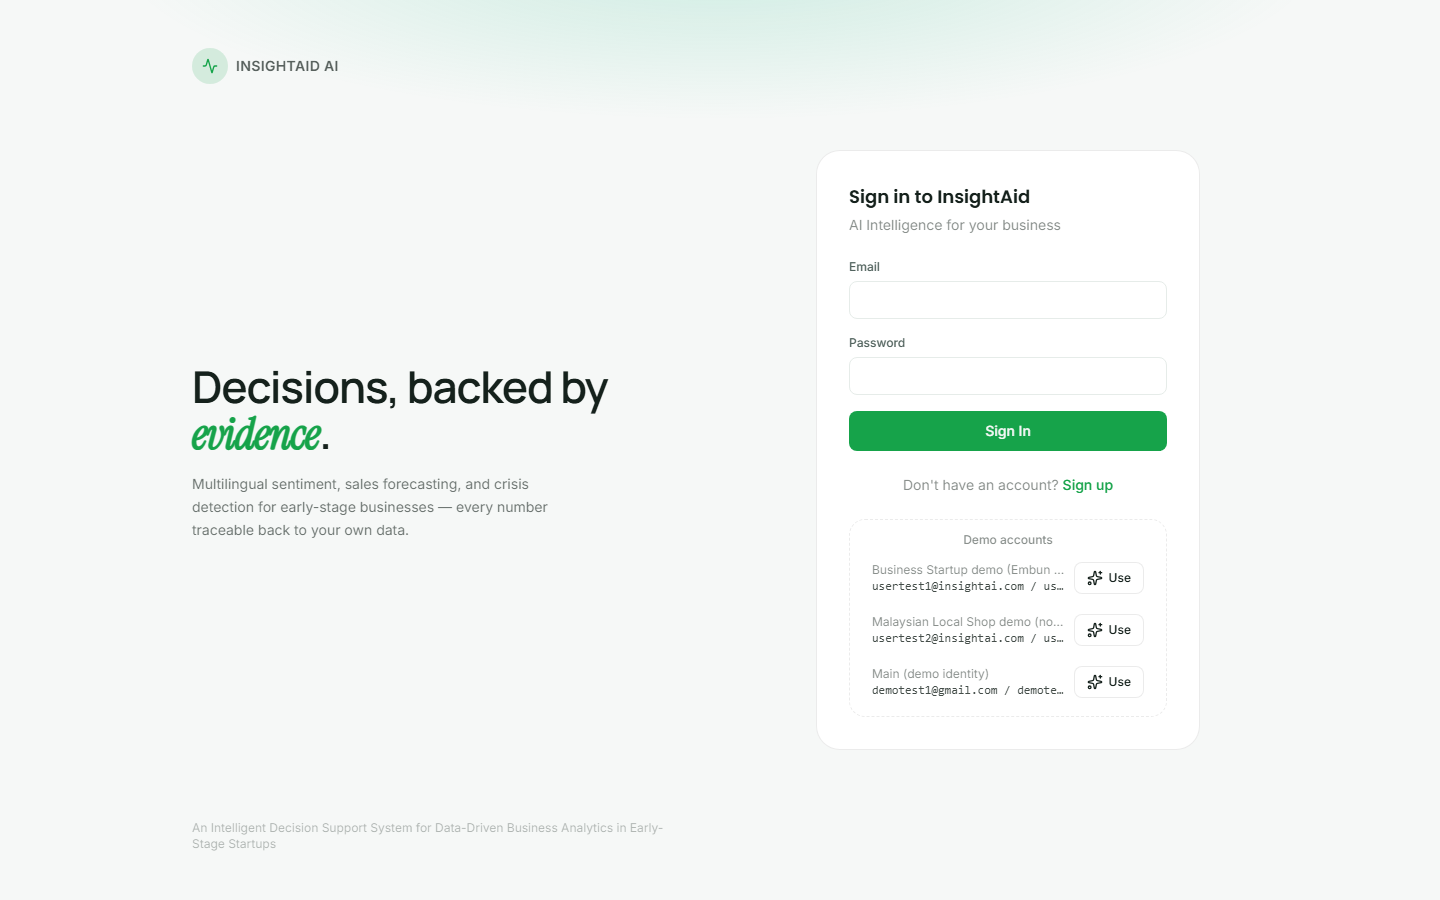 INSIGHTAID AI
Decisions, backed by
evidence.
Multilingual sentiment, sales forecasting, and crisis
detection for early-stage businesses — every number
traceable back to your own data.
An Intelligent Decision Support System for Data-Driven Business Analytics in Early-
Stage Startups
Sign in to InsightAid
AI Intelligence for your business
Email
Password
Sign In
Don't have an account? Sign up
Demo accounts
Business Startup demo (Embun ...
usertest1@insightai.com / us…
Use
Malaysian Local Shop demo (no...
usertest2@insightai.com / us…
Use
Main (demo identity)
demotest1@gmail.com / demote…
Use